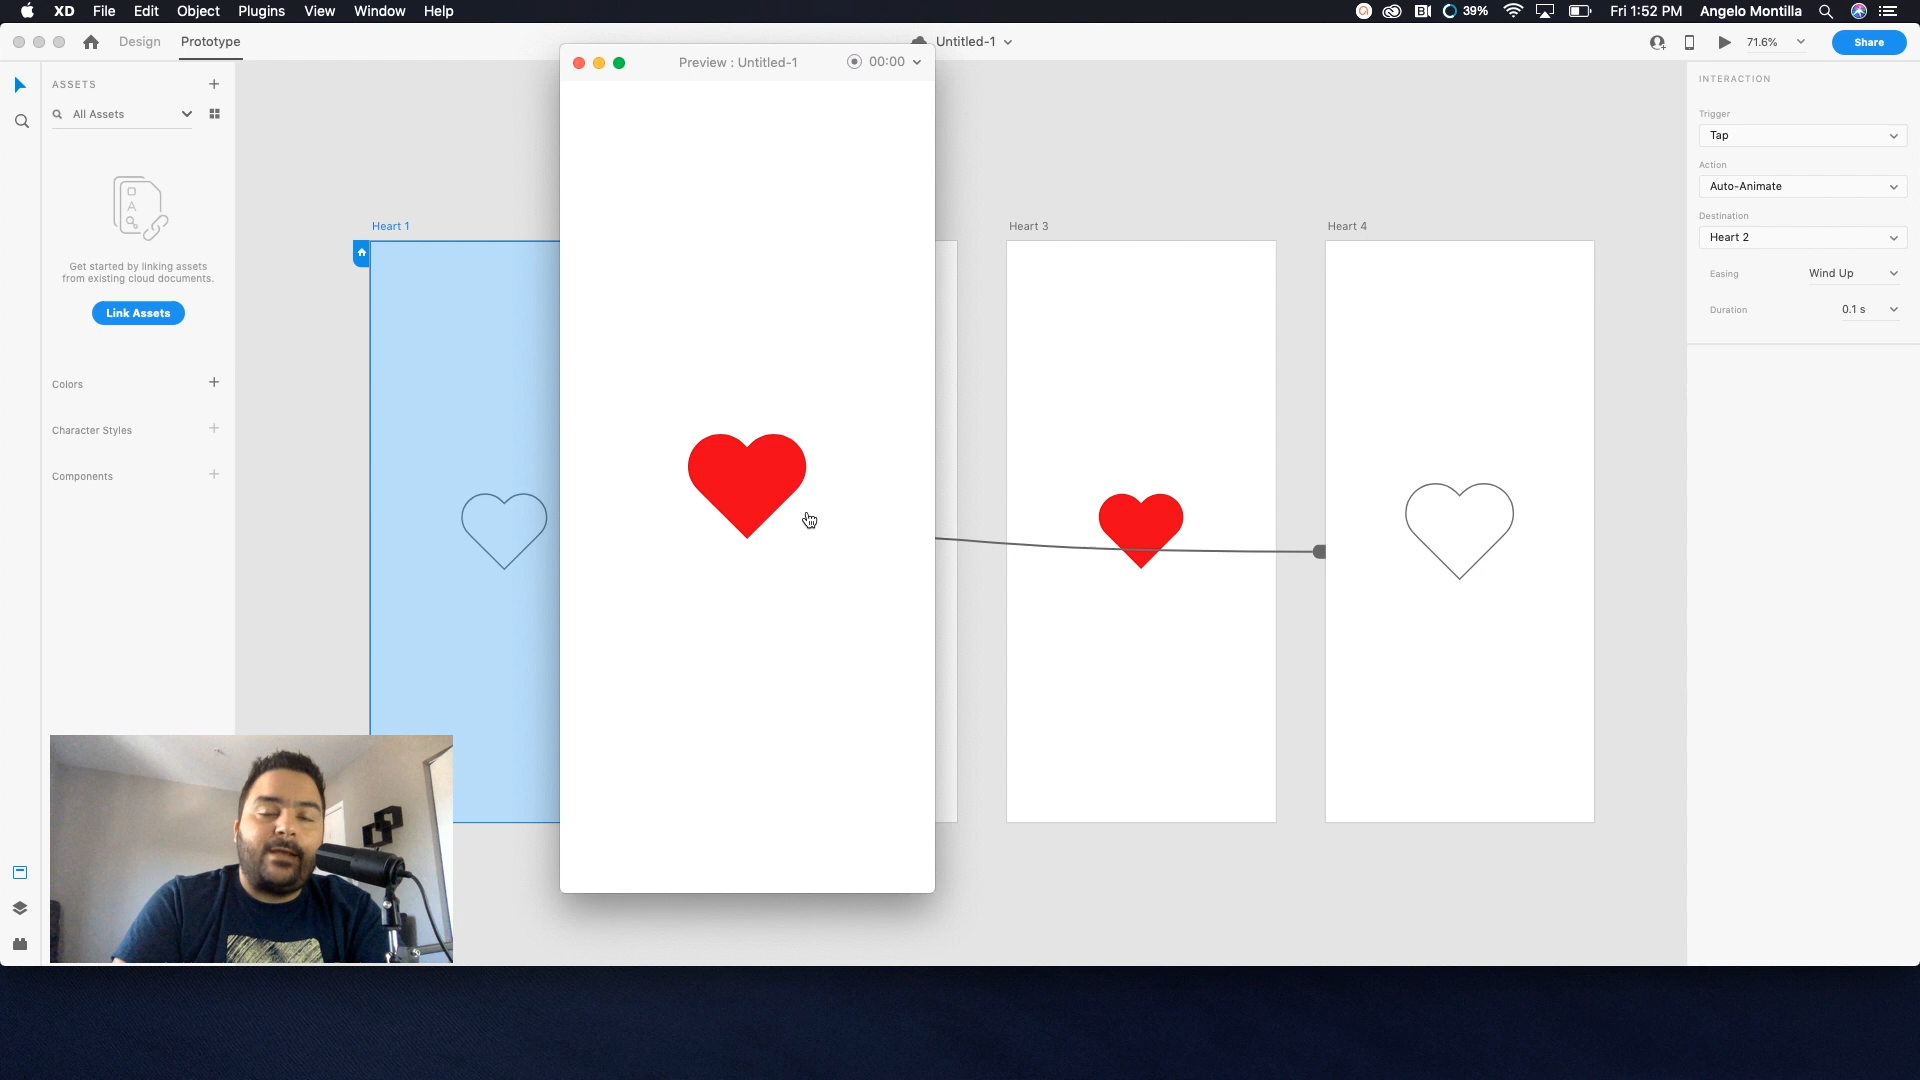 XD File Edit Object Plugins View Window Help
39% Fri 1:52 PM Angelo Montilla
Design Prototype
Untitled-1
71.6%
Share
Preview : Untitled-1
00:00
ASSETS
All Assets
A
Get started by linking assets
from existing cloud documents.
Link Assets
Colors
Character Styles
Components
Heart 1
Heart 3
Heart 4
INTERACTION
Trigger
Tap
Action
Auto-Animate
Destination
Heart 2
Easing Wind Up
Duration 0.1 s